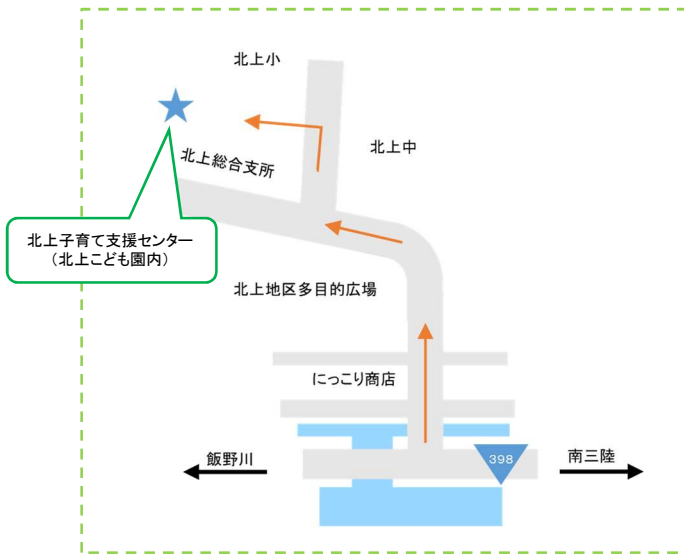 北上小
北上中
北上総合支所
北上子育て支援センター
（北上こども園内）
北上地区多目的広場
にっこり商店
飯野川
398
南三陸